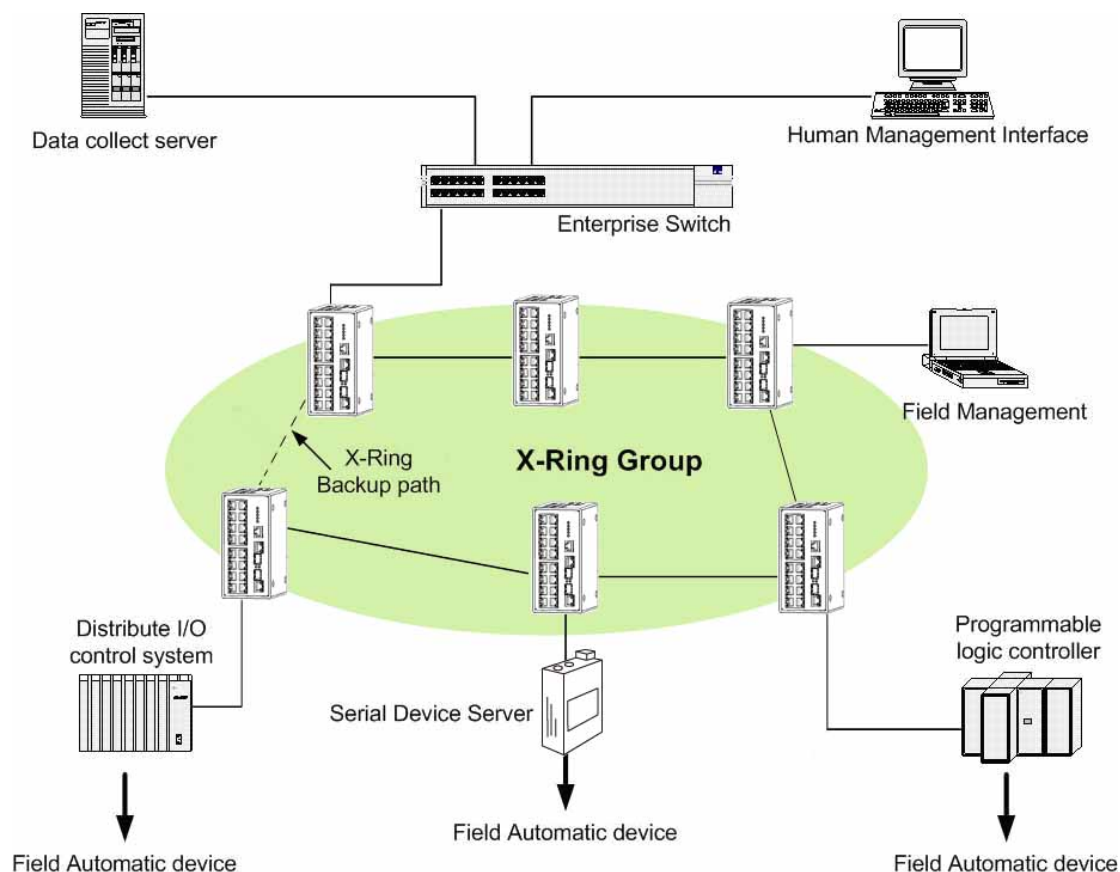 Data collect server
Human Management Interface
Enterprise Switch
Field Management
X-Ring
Backup path
X-Ring Group
Distribute I/O
control system
Serial Device Server
Programmable
logic controller
Field Automatic device
Field Automatic device
Field Automatic device